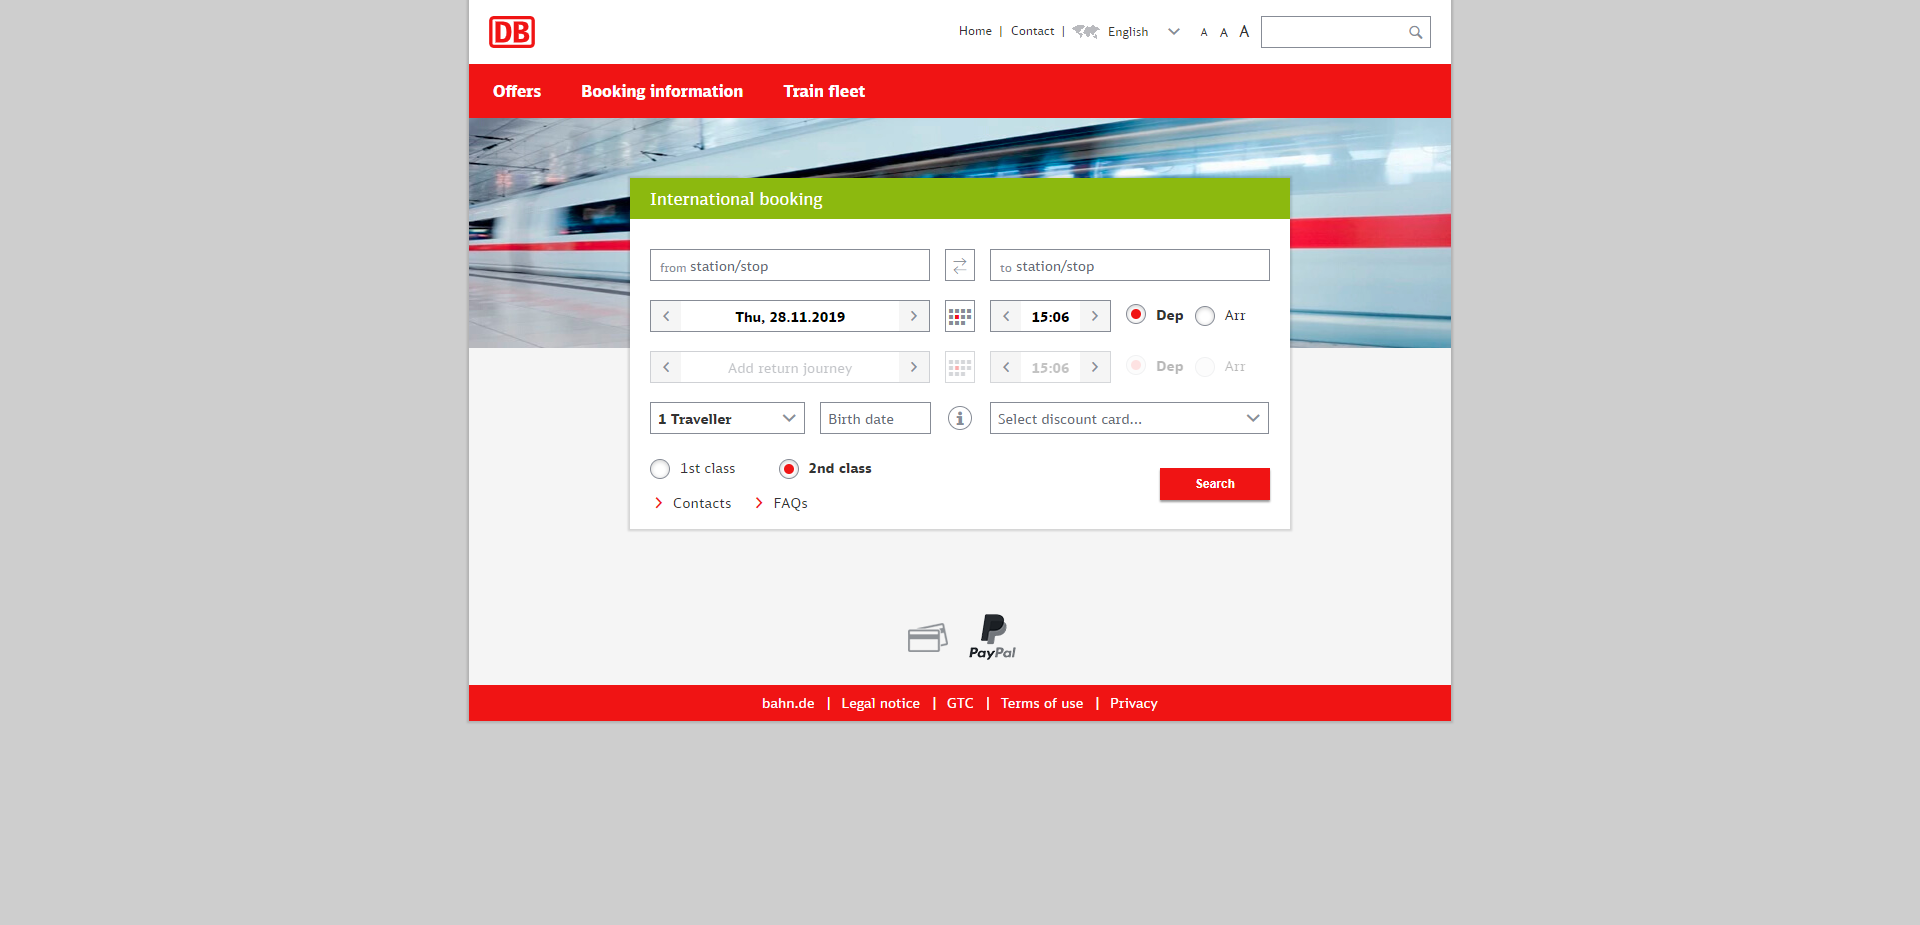 DB
Home | Contact | English A A A
Offers Booking information Train fleet
International booking
from station/stop to station/stop
Thu, 28.11.2019 15:06 Dep Arr
Add return journey 15:06 Dep Arr
1 Traveller Birth date i Select discount card...
1st class 2nd class
Search
Contacts FAQs
PayPal
bahn.de | Legal notice | GTC | Terms of use | Privacy